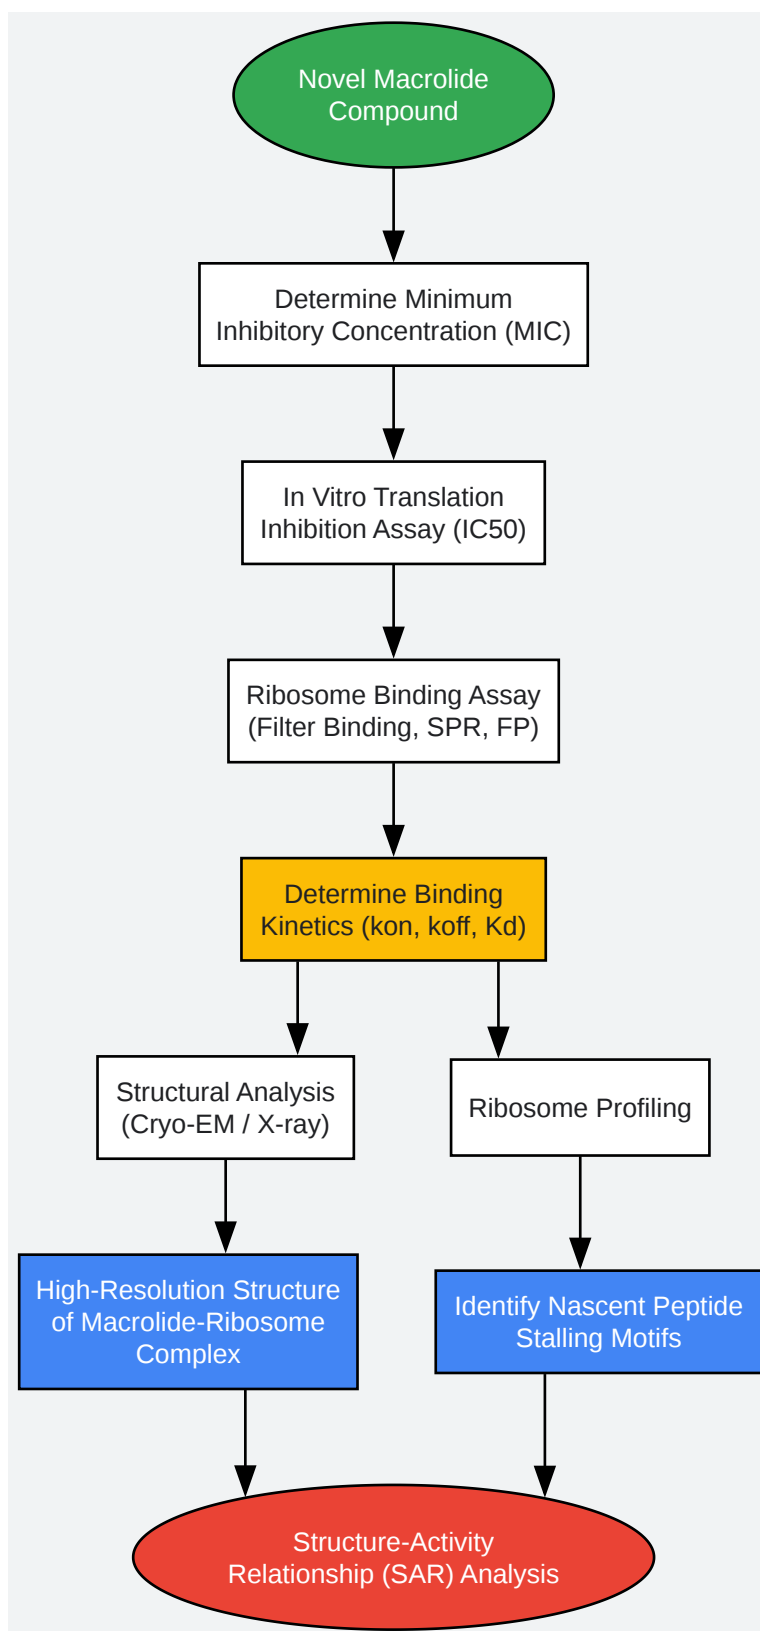 Novel Macrolide
Compound
Determine Minimum
Inhibitory Concentration (MIC)
In Vitro Translation
Inhibition Assay (IC50)
Ribosome Binding Assay
(Filter Binding, SPR, FP)
Determine Binding
Kinetics (kon, koff, Kd)
Structural Analysis
(Cryo-EM / X-ray)
Ribosome Profiling
High-Resolution Structure
of Macrolide-Ribosome
Complex
Identify Nascent Peptide
Stalling Motifs
Structure-Activity
Relationship (SAR) Analysis